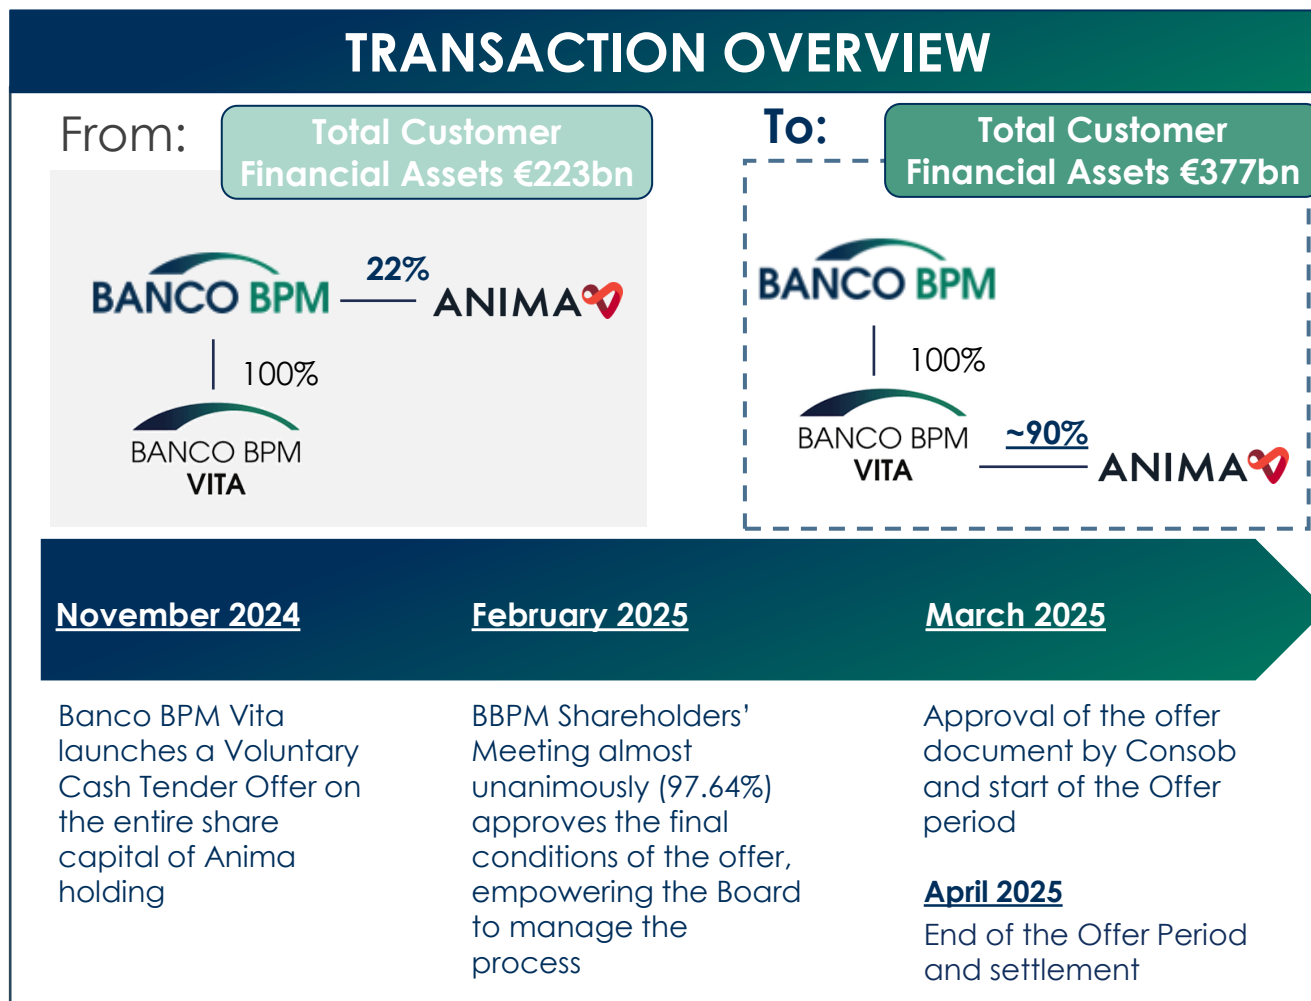 TRANSACTION OVERVIEW
From:
Total Customer
Financial Assets €223bn
BANCO BPM
22%
ANIMA
100%
BANCO BPM
VITA
To:
Total Customer
Financial Assets €377bn
BANCO BPM
100%
BANCO BPM
VITA
~90%
ANIMA
November 2024
Banco BPM Vita
launches a Voluntary
Cash Tender Offer on
the entire share
capital of Anima
holding
February 2025
BBPM Shareholders’
Meeting almost
unanimously (97.64%)
approves the final
conditions of the offer,
empowering the Board
to manage the
process
March 2025
Approval of the offer
document by Consob
and start of the Offer
period
April 2025
End of the Offer Period
and settlement